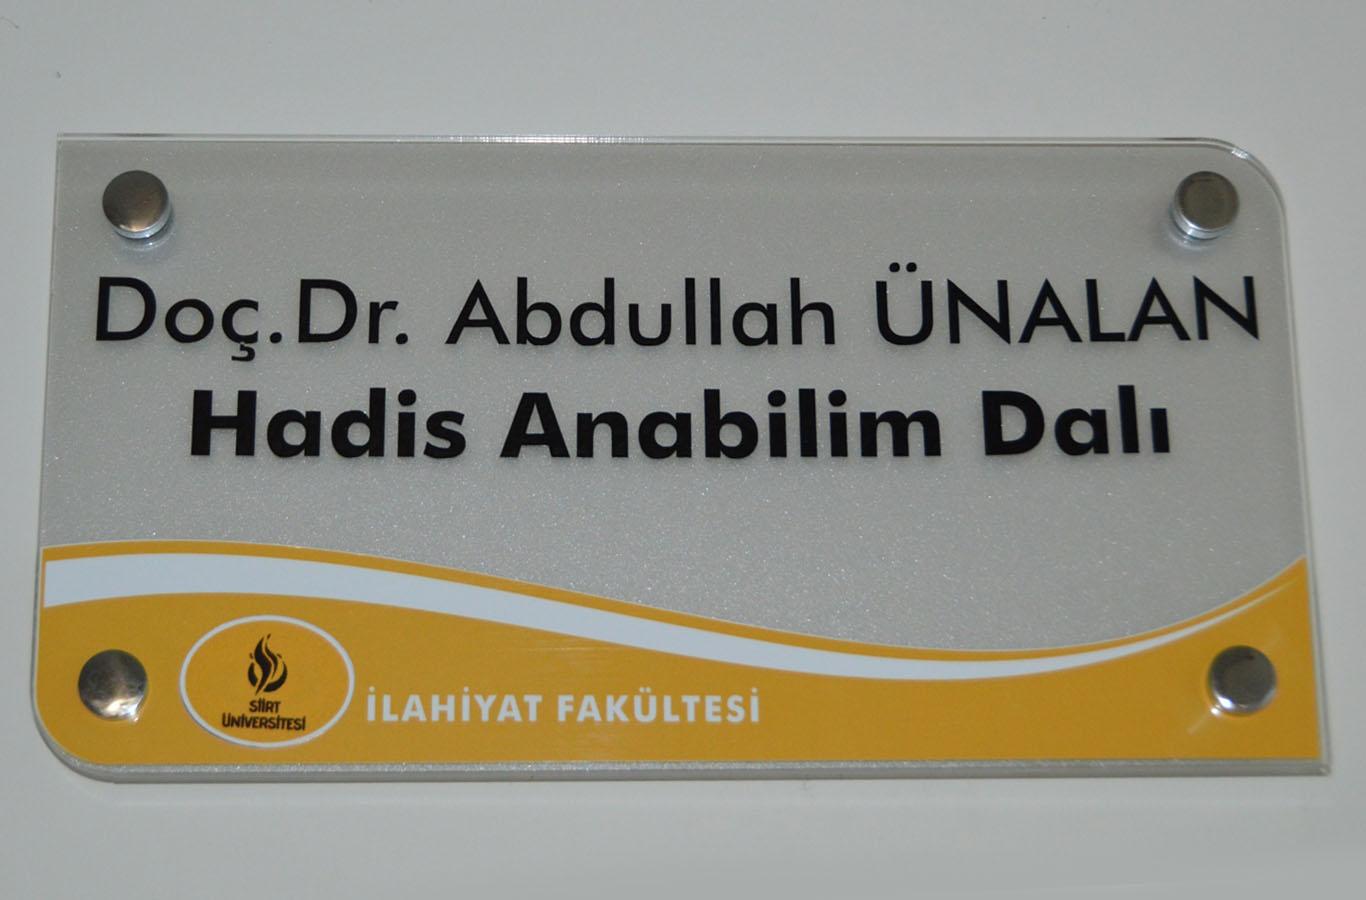 Doç.Dr. Abdullah ÜNALAN
Hadis Anabilim Dalı
SİİRT
ÜNİVERSİTESİ
İLAHİYAT FAKÜLTESİ